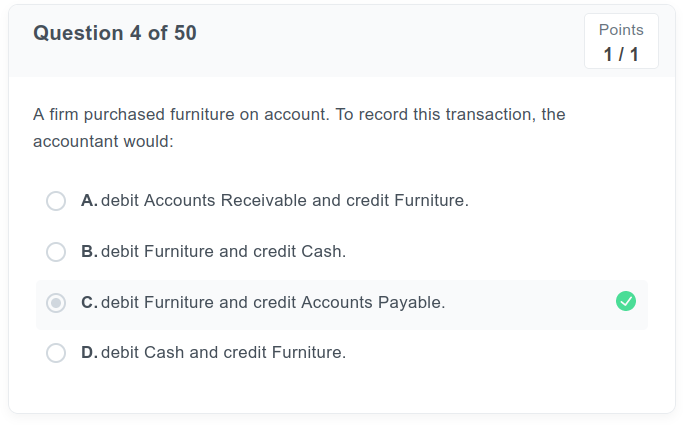 Question 4 of 50
Points
1 / 1
A firm purchased furniture on account. To record this transaction, the
accountant would:
A. debit Accounts Receivable and credit Furniture.
B. debit Furniture and credit Cash.
C. debit Furniture and credit Accounts Payable.
D. debit Cash and credit Furniture.